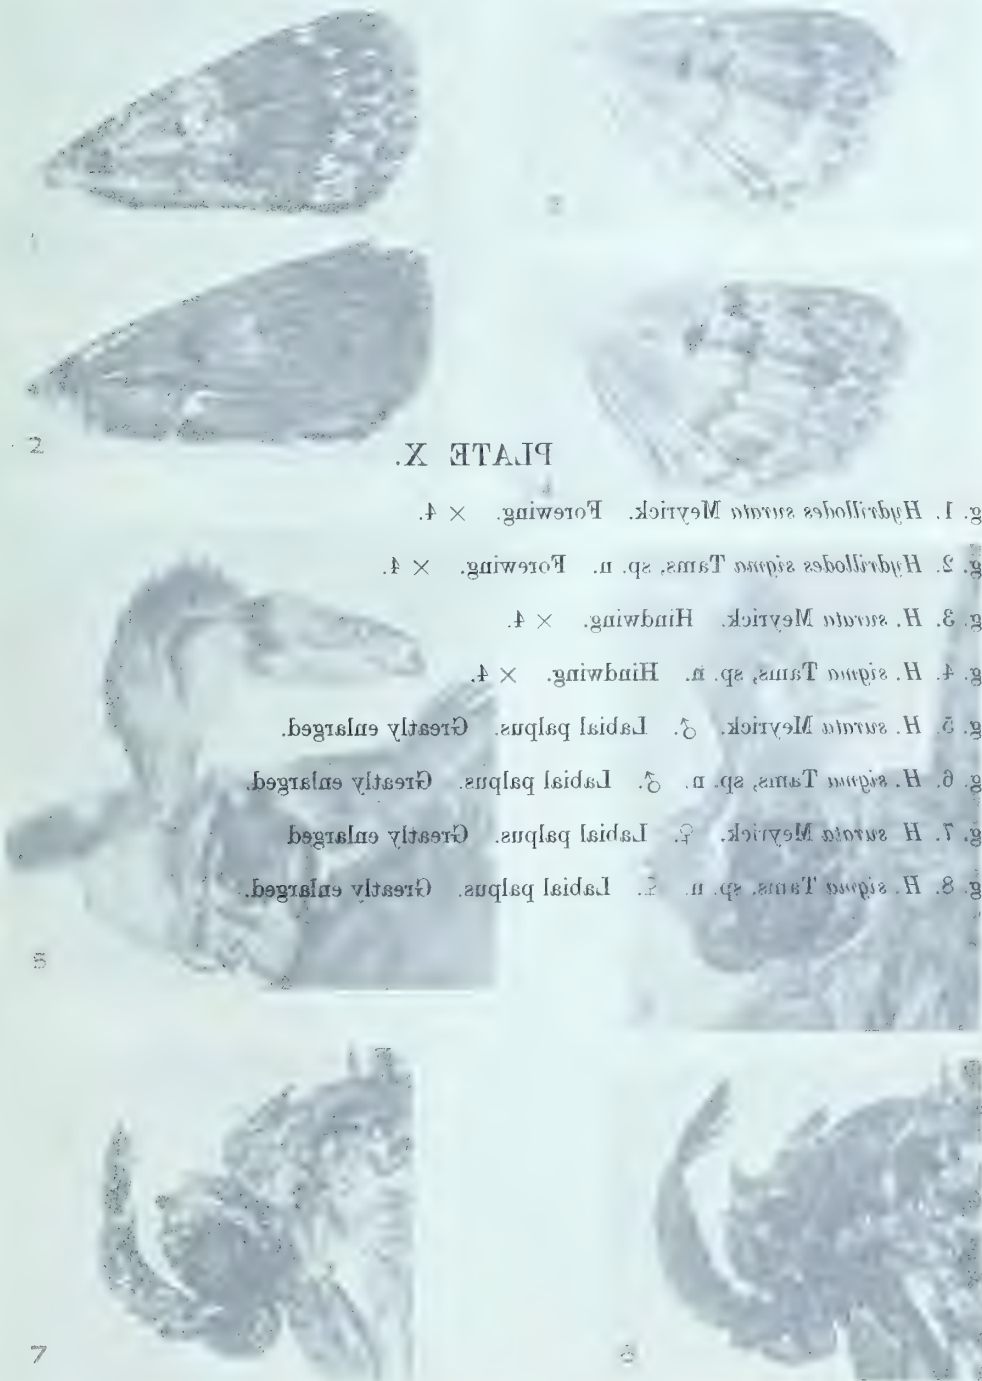 PLATE X.
g. 1. Hydrillodes surata Meyrick. Forewing. × 4.
g. 2. Hydrillodes sigma Tams, sp. n. Forewing. × 4.
g. 3. H. surata Meyrick. Hindwing. × 4.
g. 4. H. sigma Tams, sp. n. Hindwing. × 4.
g. 5. H. surata Meyrick. ♂. Labial palpus. Greatly enlarged.
g. 6. H. sigma Tams, sp. n. ♂. Labial palpus. Greatly enlarged.
g. 7. H. surata Meyrick. ♀. Labial palpus. Greatly enlarged
g. 8. H. sigma Tams. sp. n. ♀. Labial palpus. Greatly enlarged.
1
2
5
7